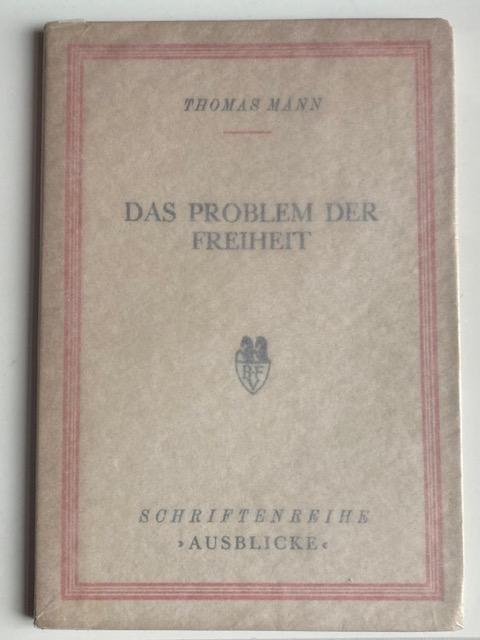 THOMAS MANN
DAS PROBLEM DER
FREIHEIT
B-F
V
SCHRIFTENREIHE
›AUSBLICKE‹